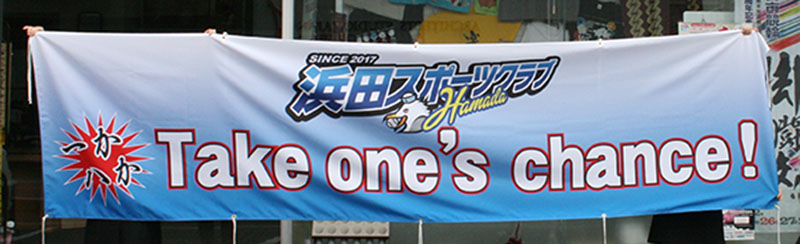 SINCE 2017
浜田スポーツクラブ
Hamada
一か
八か
Take one's chance!